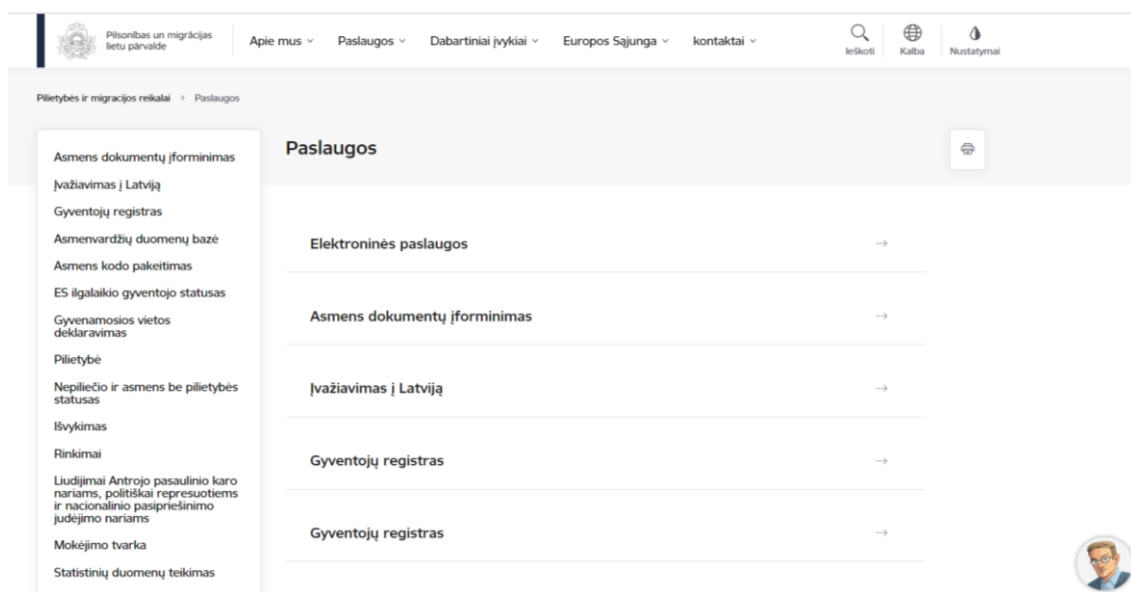 Pilsonības un migrācijas
lietu pārvalde
Apie mus
Paslaugos
Dabartiniai įvykiai
Europos Sąjunga
kontaktai
Ieškoti
Kalba
Nustatymai
Pilietybės ir migracijos reikalai > Paslaugos
Asmens dokumentų įforminimas
Įvažiavimas į Latviją
Gyventojų registras
Asmenvardžių duomenų bazė
Asmens kodo pakeitimas
ES ilgalaikio gyventojo statusas
Gyvenamosios vietos
deklaravimas
Pilietybė
Nepiliečio ir asmens be pilietybės
statusas
Išvykimas
Rinkimai
Liudijimai Antrojo pasaulinio karo
nariams, politiškai represuotiems
ir nacionalinio pasipriešinimo
judėjimo nariams
Mokėjimo tvarka
Statistinių duomenų teikimas
Paslaugos
Elektroninės paslaugos
Asmens dokumentų įforminimas
Įvažiavimas į Latviją
Gyventojų registras
Gyventojų registras